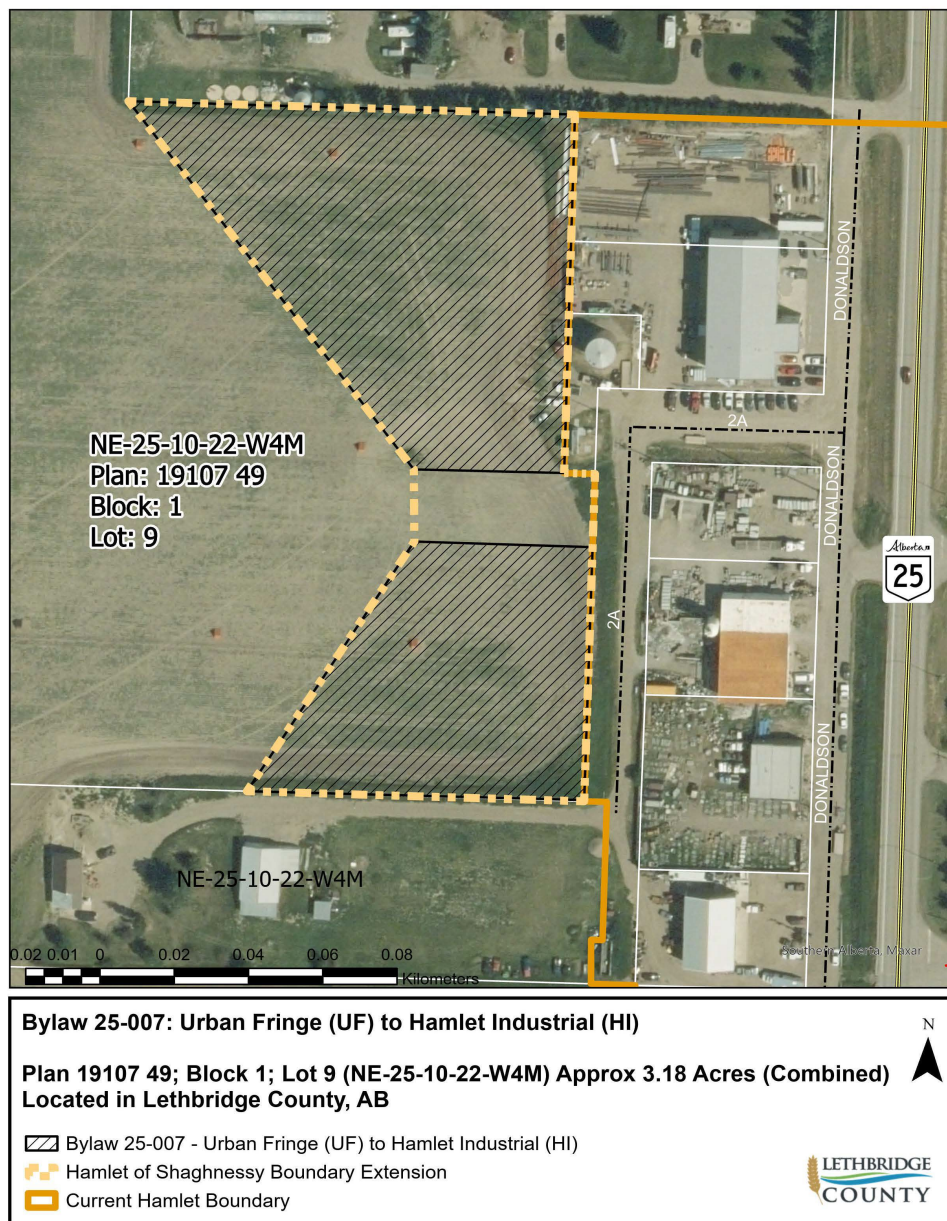 DONALDSON
2A
NE-25-10-22-W4M
Plan: 19107 49
Block: 1
Lot: 9
DONALDSON
Alberta
25
2A
DONALDSON
NE-25-10-22-W4M
Southern Alberta, Maxar
0.02 0.01 0 0.02 0.04 0.06 0.08
Kilometers
Bylaw 25-007: Urban Fringe (UF) to Hamlet Industrial (HI)
N
Plan 19107 49; Block 1; Lot 9 (NE-25-10-22-W4M) Approx 3.18 Acres (Combined)
Located in Lethbridge County, AB
Bylaw 25-007 - Urban Fringe (UF) to Hamlet Industrial (HI)
Hamlet of Shaghnessy Boundary Extension
Current Hamlet Boundary
LETHBRIDGE
COUNTY